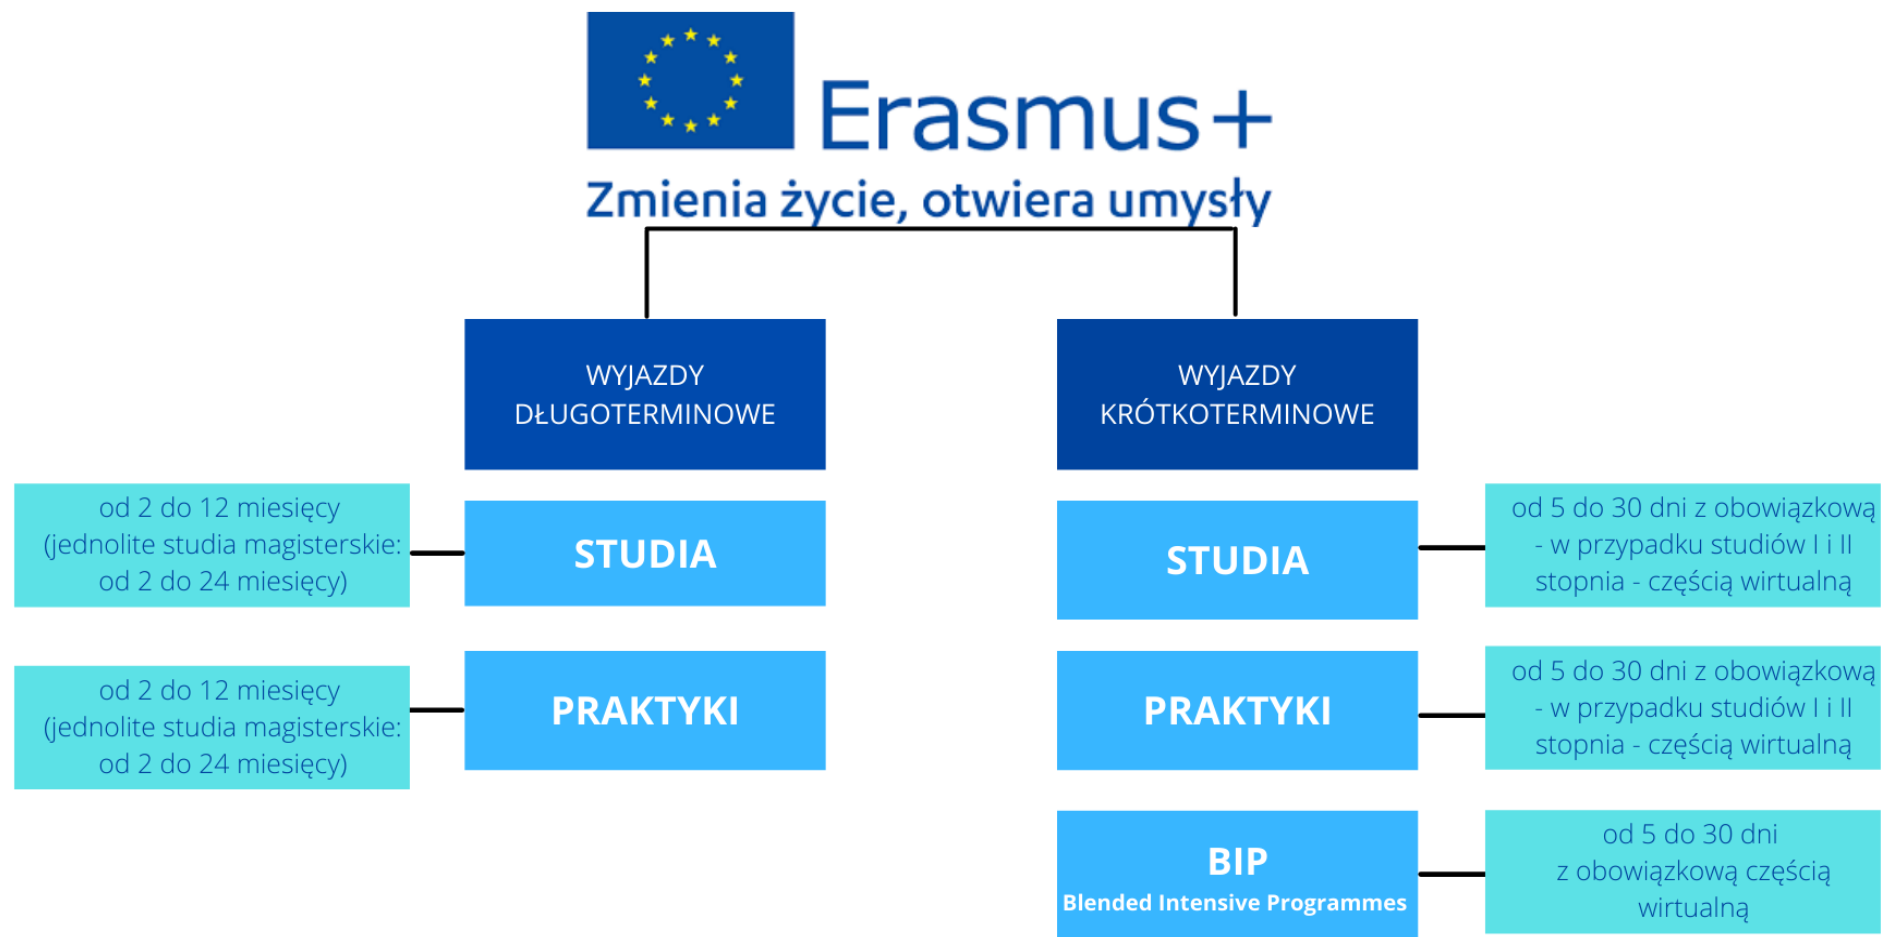 Erasmus+
Zmienia życie, otwiera umysły
WYJAZDY
DŁUGOTERMINOWE
od 2 do 12 miesięcy
(jednolite studia magisterskie:
od 2 do 24 miesięcy)
STUDIA
od 2 do 12 miesięcy
(jednolite studia magisterskie:
od 2 do 24 miesięcy)
PRAKTYKI
WYJAZDY
KRÓTKOTERMINOWE
STUDIA
od 5 do 30 dni z obowiązkową
- w przypadku studiów I i II
stopnia - częścią wirtualną
PRAKTYKI
od 5 do 30 dni z obowiązkową
- w przypadku studiów I i II
stopnia - częścią wirtualną
BIP
Blended Intensive Programmes
od 5 do 30 dni
z obowiązkową częścią
wirtualną